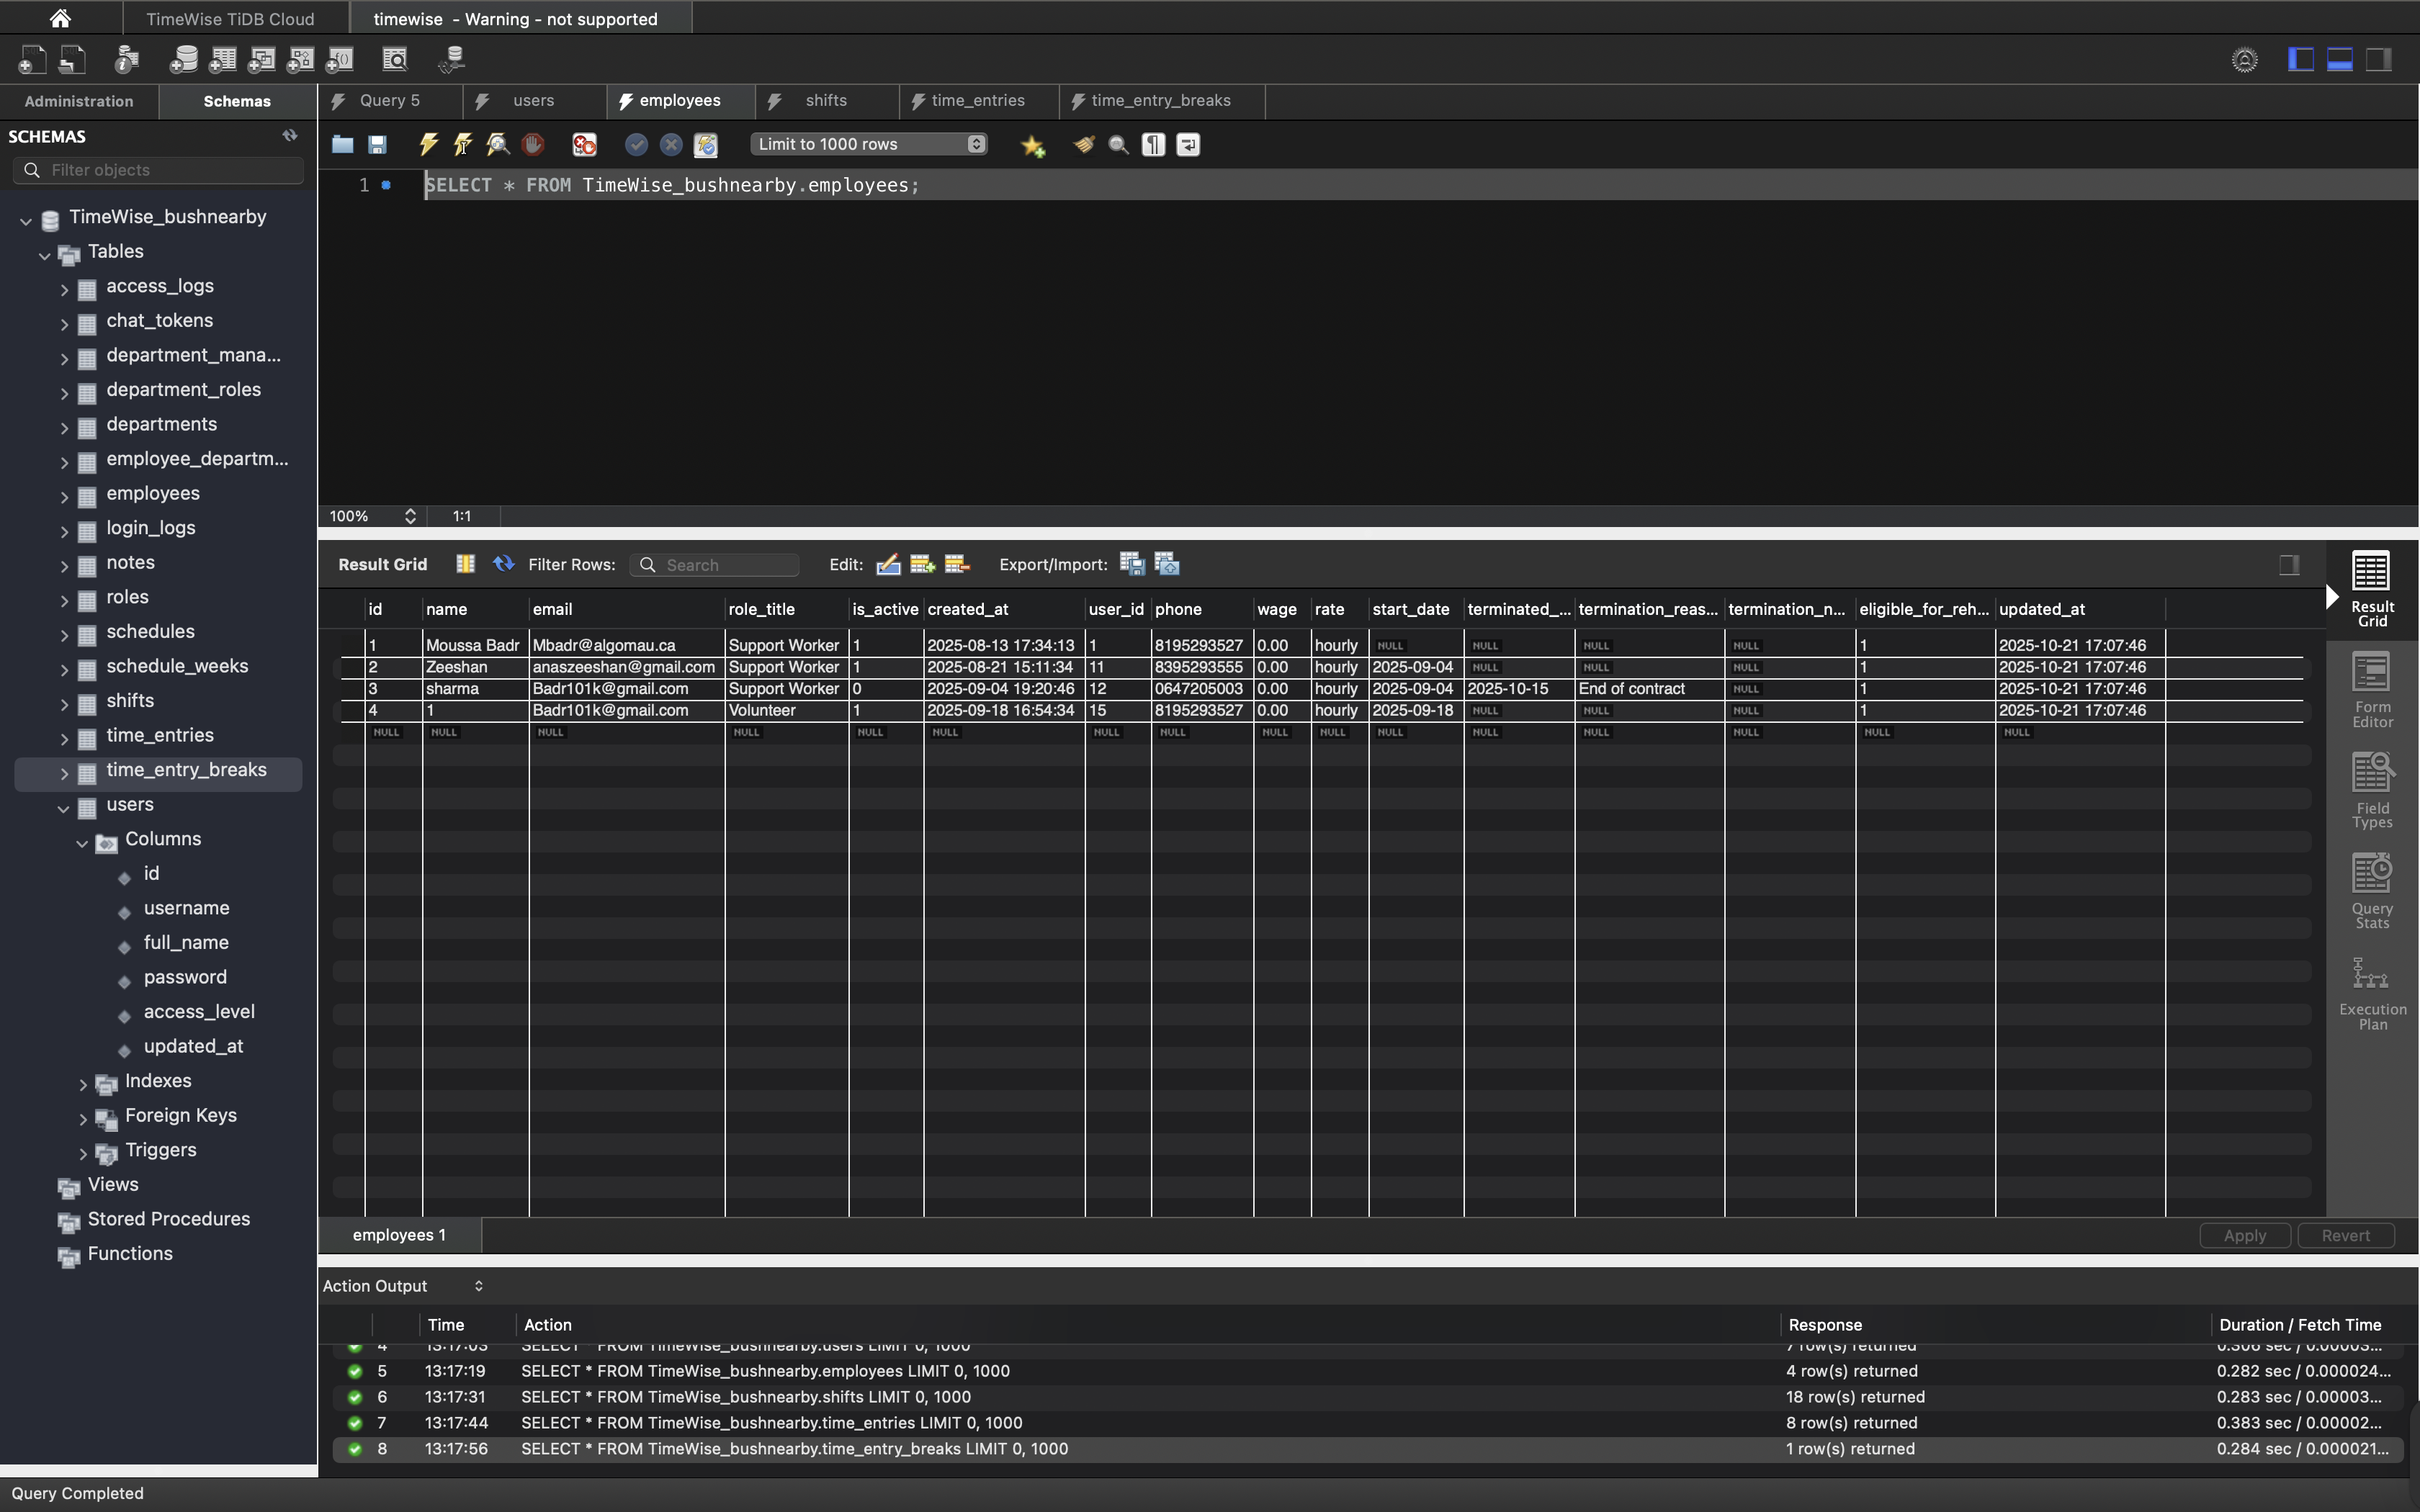 TimeWise TiDB Cloud
timewise - Warning - not supported
Administration Schemas
Query 5 users employees shifts time_entries time_entry_breaks
SCHEMAS
Filter objects
TimeWise_bushnearby
Tables
access_logs
chat_tokens
department_mana...
department_roles
departments
employee_departm...
employees
login_logs
notes
roles
schedules
schedule_weeks
shifts
time_entries
time_entry_breaks
users
Columns
id
username
full_name
password
access_level
updated_at
Indexes
Foreign Keys
Triggers
Views
Stored Procedures
Functions
Limit to 1000 rows
1 SELECT * FROM TimeWise_bushnearby.employees;
100% 1:1
Result Grid Filter Rows: Search Edit: Export/Import:
id name email role_title is_active created_at user_id phone wage rate start_date terminated_... termination_reas... termination_n... eligible_for_reh... updated_at
1 Moussa Badr Mbadr@algomau.ca Support Worker 1 2025-08-13 17:34:13 1 8195293527 0.00 hourly NULL NULL NULL NULL 1 2025-10-21 17:07:46
2 Zeeshan anaszeeshan@gmail.com Support Worker 1 2025-08-21 15:11:34 11 8395293555 0.00 hourly 2025-09-04 NULL NULL NULL 1 2025-10-21 17:07:46
3 sharma Badr101k@gmail.com Support Worker 0 2025-09-04 19:20:46 12 0647205003 0.00 hourly 2025-09-04 2025-10-15 End of contract NULL 1 2025-10-21 17:07:46
4 1 Badr101k@gmail.com Volunteer 1 2025-09-18 16:54:34 15 8195293527 0.00 hourly 2025-09-18 NULL NULL NULL 1 2025-10-21 17:07:46
NULL NULL NULL NULL NULL NULL NULL NULL NULL NULL NULL NULL NULL NULL NULL NULL
Result
Grid
Form
Editor
Field
Types
Query
Stats
Execution
Plan
employees 1
Apply Revert
Action Output
Time Action Response Duration / Fetch Time
4 13:17:03 SELECT * FROM TimeWise_bushnearby.users LIMIT 0, 1000 7 row(s) returned 0.306 sec / 0.000003...
5 13:17:19 SELECT * FROM TimeWise_bushnearby.employees LIMIT 0, 1000 4 row(s) returned 0.282 sec / 0.000024...
6 13:17:31 SELECT * FROM TimeWise_bushnearby.shifts LIMIT 0, 1000 18 row(s) returned 0.283 sec / 0.00003...
7 13:17:44 SELECT * FROM TimeWise_bushnearby.time_entries LIMIT 0, 1000 8 row(s) returned 0.383 sec / 0.00002...
8 13:17:56 SELECT * FROM TimeWise_bushnearby.time_entry_breaks LIMIT 0, 1000 1 row(s) returned 0.284 sec / 0.000021...
Query Completed